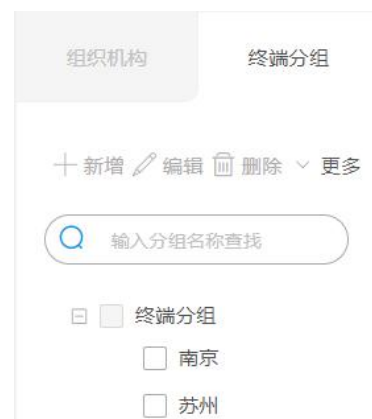 组织机构 终端分组
新增 编辑 删除 更多
输入分组名称查找
终端分组
南京
苏州